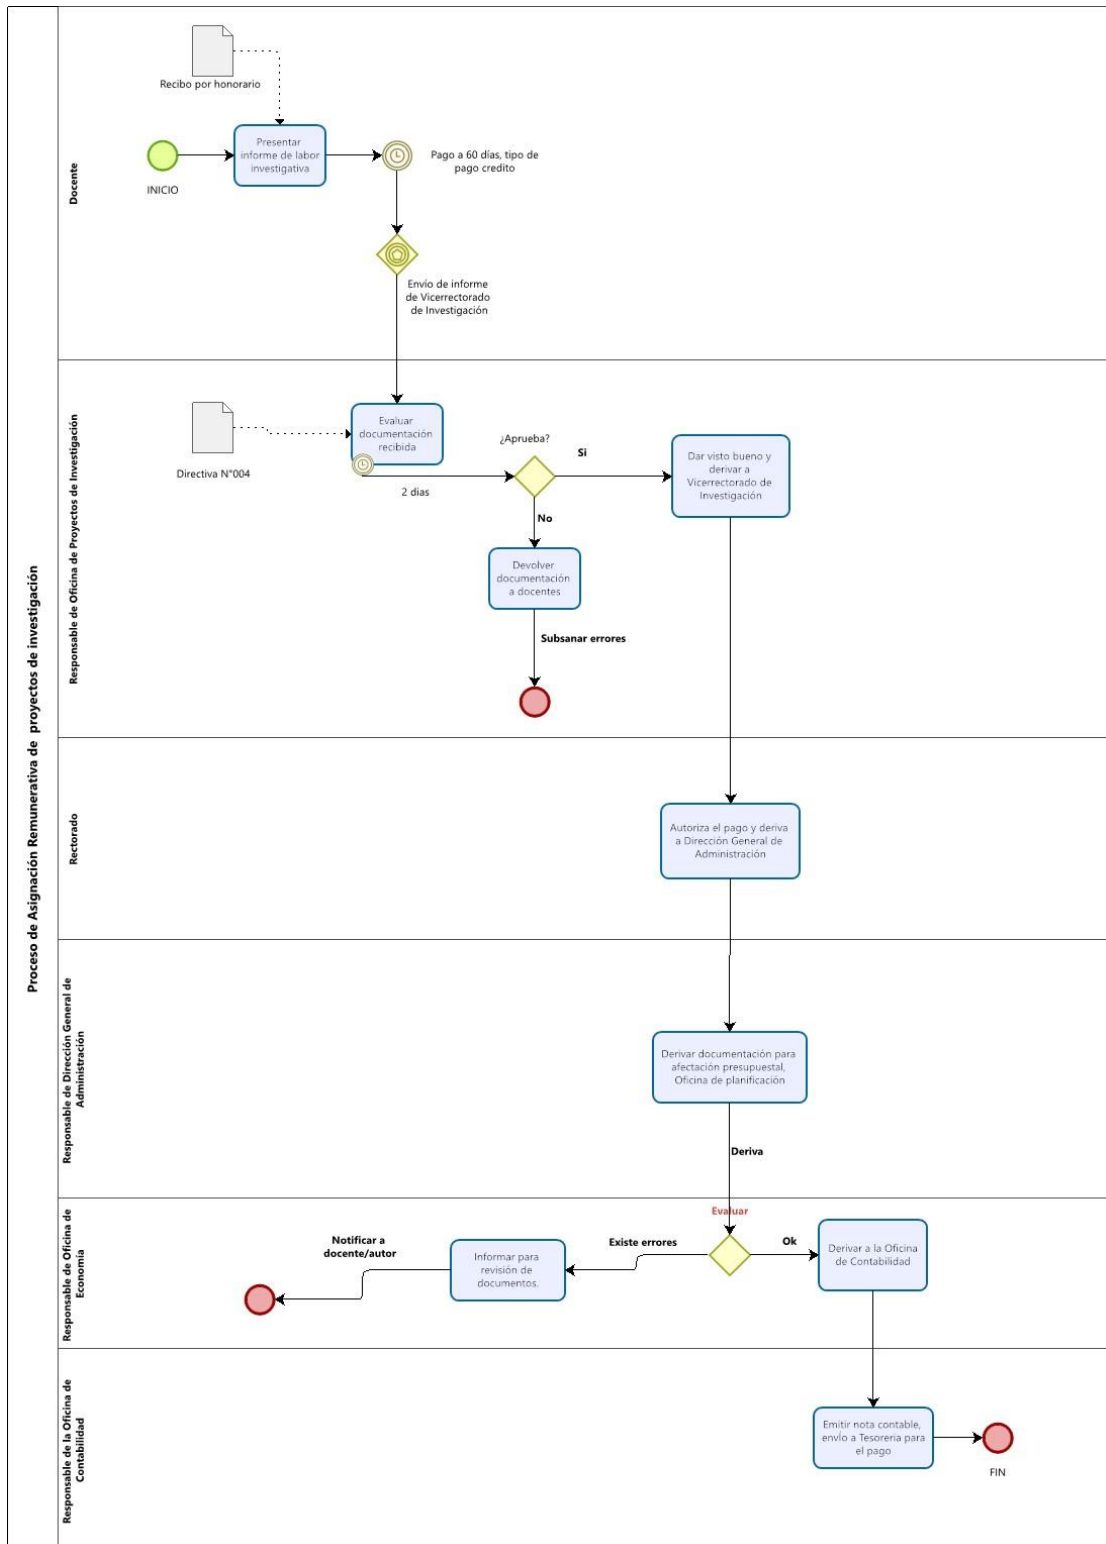 Proceso de Asignación Remunerativa de proyectos de investigación
Docente
Recibo por honorario
INICIO
Presentar
informe de labor
investigativa
Pago a 60 días, tipo de
pago credito
Envío de informe
de Vicerrectorado
de Investigación
Responsable de Oficina de Proyectos de Investigación
Directiva N°004
Evaluar
documentación
recibida
2 dias
¿Aprueba?
Si
Dar visto bueno y
derivar a
Vicerrectorado de
Investigación
No
Devolver
documentación
a docentes
Subsanar errores
Rectorado
Autoriza el pago y deriva
a Dirección General de
Administración
Responsable de Dirección General de
Administración
Derivar documentación para
afectación presupuestal,
Oficina de planificación
Deriva
Responsable de Oficina de
Economía
Evaluar
Notificar a
docente/autor
Informar para
revisión de
documentos.
Existe errores
Ok
Derivar a la Oficina
de Contabilidad
Responsable de la Oficina de
Contabilidad
Emitir nota contable,
envío a Tesoreria para
el pago
FIN